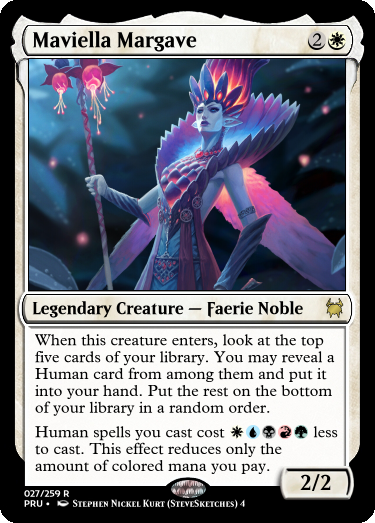 Maviella Margave 2
Legendary Creature — Faerie Noble
When this creature enters, look at the top
five cards of your library. You may reveal a
Human card from among them and put it
into your hand. Put the rest on the bottom
of your library in a random order.
Human spells you cast cost less
to cast. This effect reduces only the
amount of colored mana you pay.
2/2
027/259 R
PRU • Stephen Nickel Kurt (SteveSketches) 4